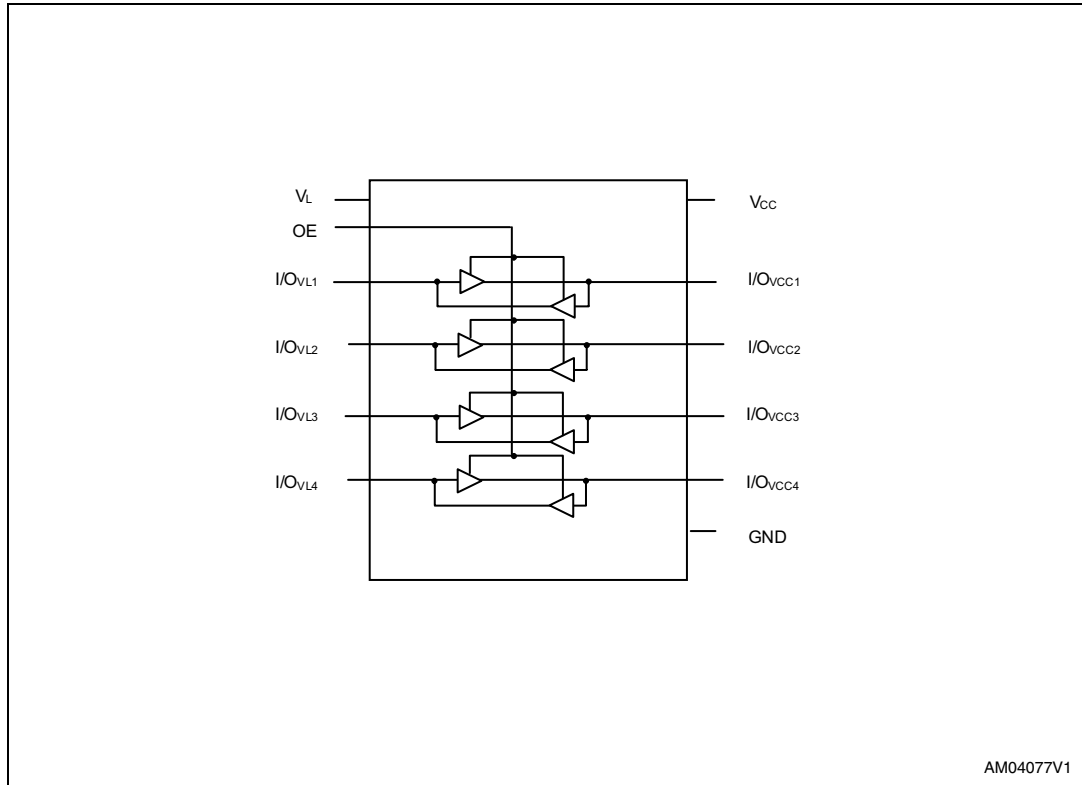 VL
VCC
OE
I/OVL1
I/OVCC1
I/OVL2
I/OVCC2
I/OVL3
I/OVCC3
I/OVL4
I/OVCC4
GND
AM04077V1